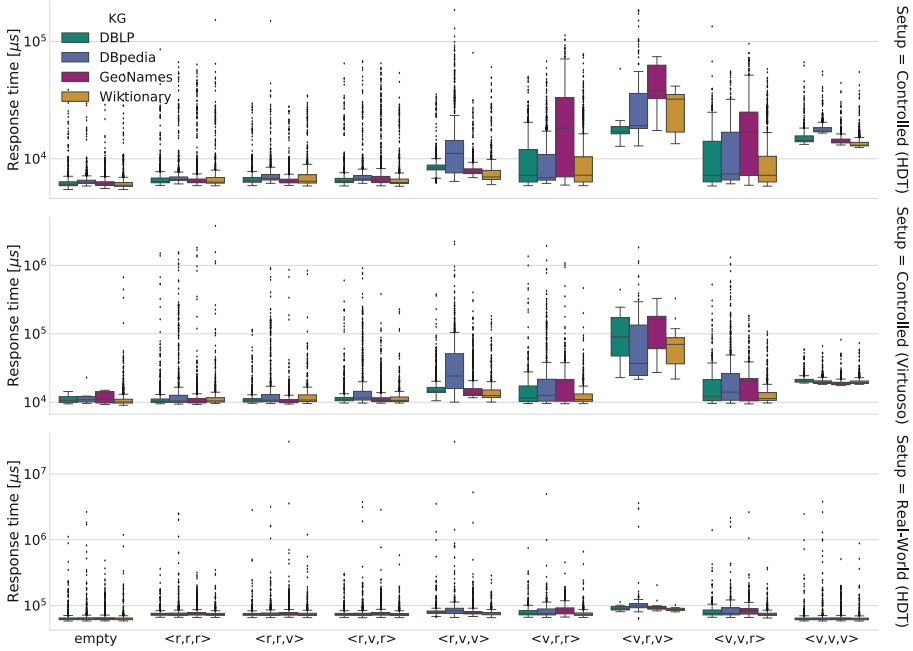 KG
DBLP
DBpedia
GeoNames
Wiktionary
Response time [μs]
10⁵
10⁴
Setup = Controlled (HDT)
Response time [μs]
10⁶
10⁵
10⁴
Setup = Controlled (Virtuoso)
Response time [μs]
10⁷
10⁶
10⁵
Setup = Real-World (HDT)
empty <r,r,r> <r,r,v> <r,v,r> <r,v,v> <v,r,r> <v,r,v> <v,v,r> <v,v,v>